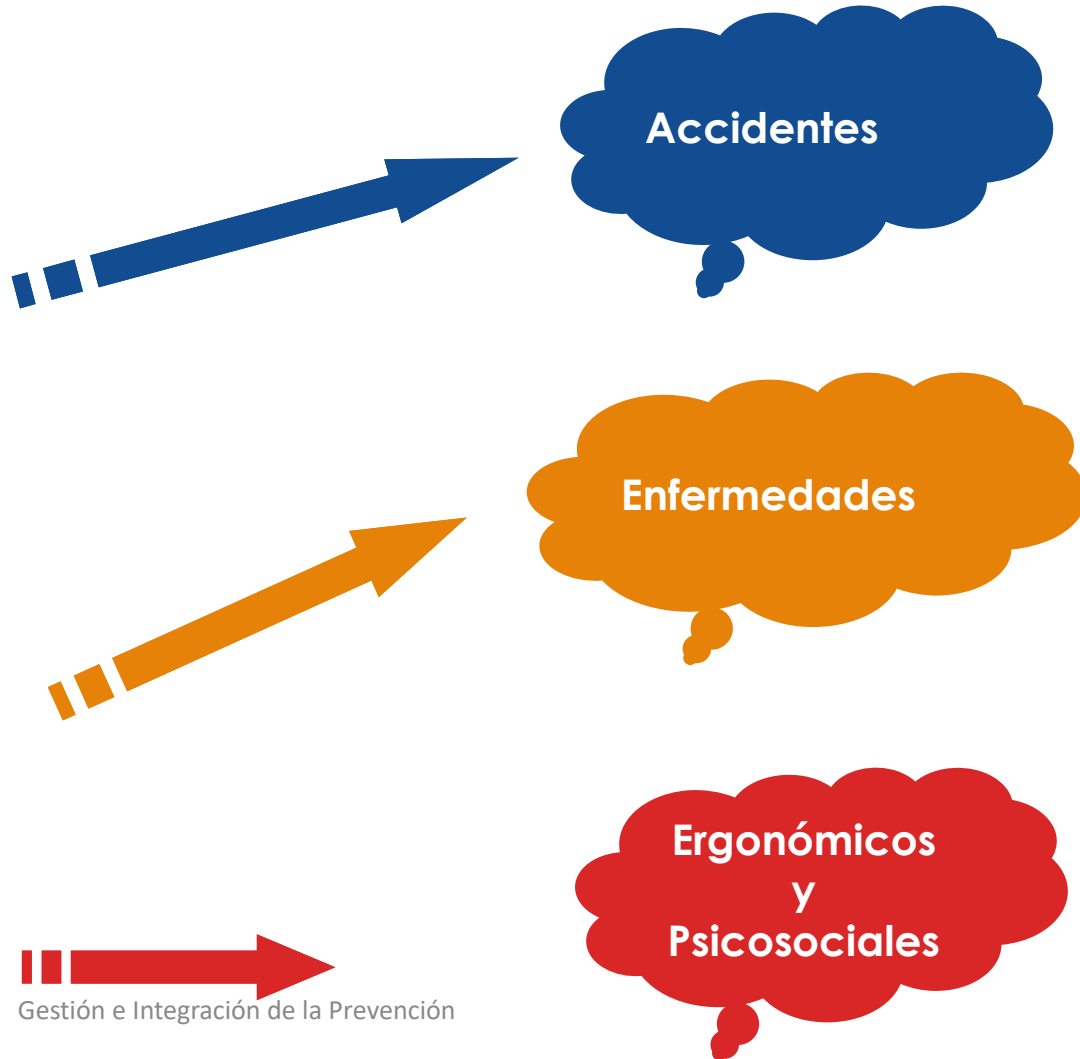 Accidentes
Enfermedades
Ergonómicos
y
Psicosociales
Gestión e Integración de la Prevención